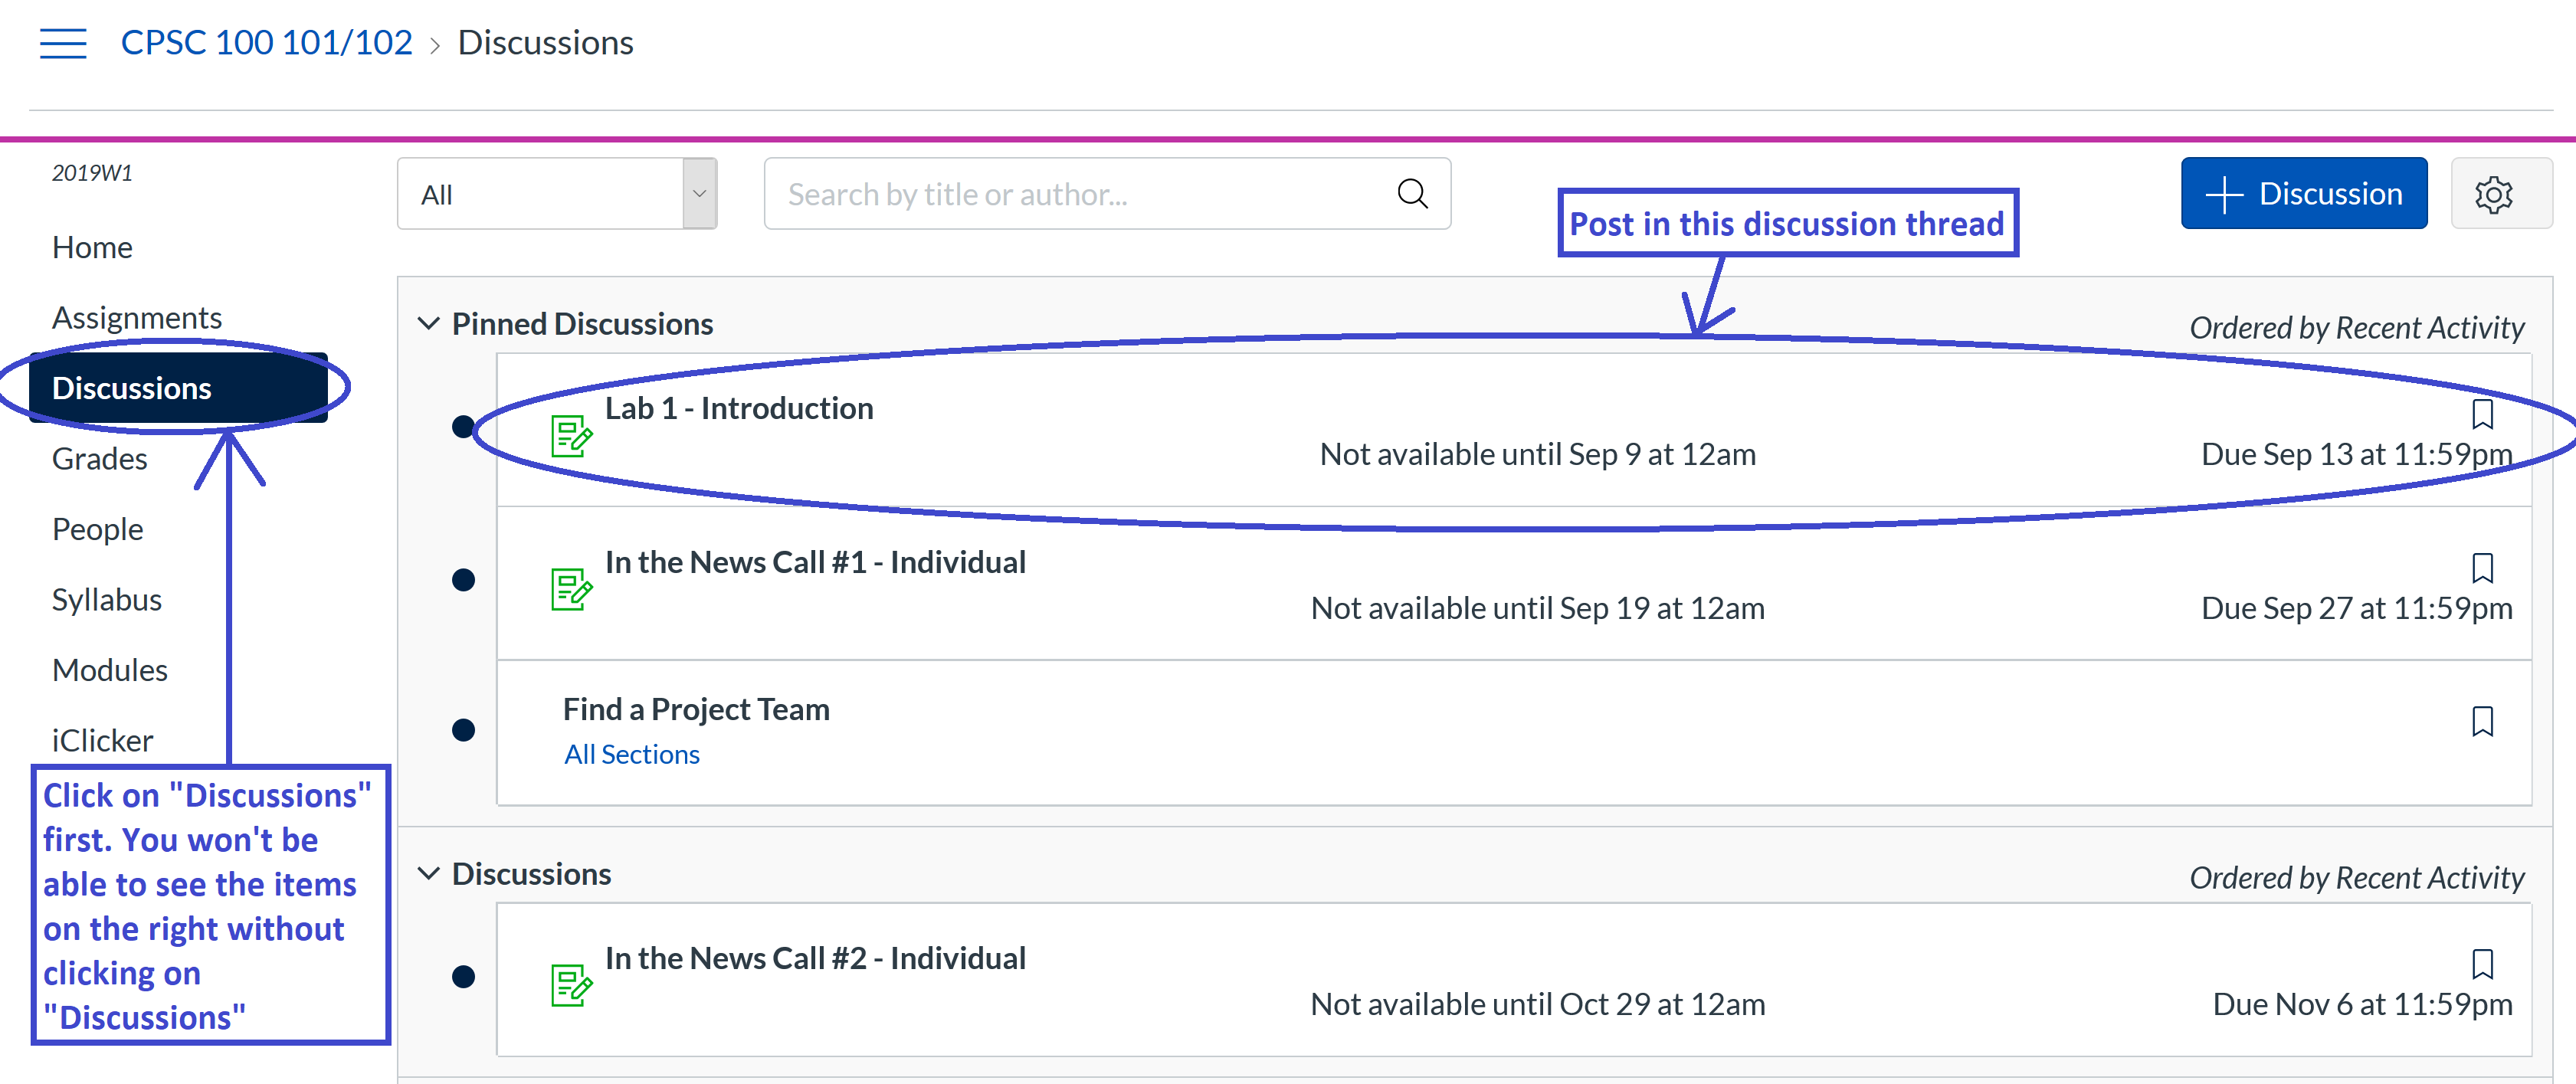 CPSC 100 101/102 > Discussions
2019W1
All
Search by title or author...
Discussion
Post in this discussion thread
Home
Assignments
Discussions
Grades
People
Syllabus
Modules
iClicker
Click on "Discussions"
first. You won't be
able to see the items
on the right without
clicking on
"Discussions"
Pinned Discussions
Ordered by Recent Activity
Lab 1 - Introduction
Not available until Sep 9 at 12am
Due Sep 13 at 11:59pm
In the News Call #1 - Individual
Not available until Sep 19 at 12am
Due Sep 27 at 11:59pm
Find a Project Team
All Sections
Discussions
Ordered by Recent Activity
In the News Call #2 - Individual
Not available until Oct 29 at 12am
Due Nov 6 at 11:59pm